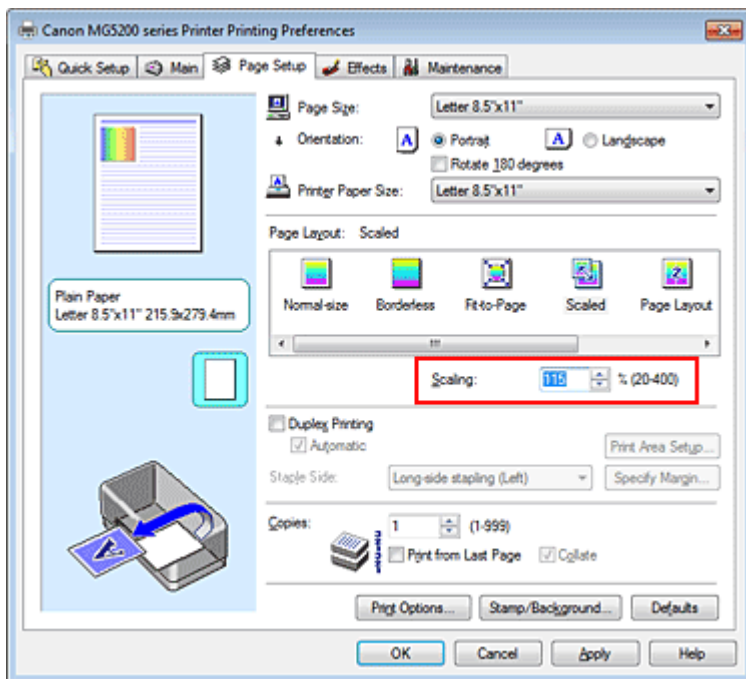 Canon MG5200 series Printer Printing Preferences
Quick Setup Main Page Setup Effects Maintenance
Page Size: Letter 8.5"x11"
Orientation: A Portrait A Landscape
Rotate 180 degrees
Printer Paper Size: Letter 8.5"x11"
Page Layout: Scaled
Normal-size Borderless Fit-to-Page Scaled Page Layout
Plain Paper
Letter 8.5"x11" 215.9x279.4mm
Scaling: 115 % (20-400)
Duplex Printing
Automatic Print Area Setup...
Staple Side: Long-side stapling (Left) Specify Margin...
Copies: 1 (1-999)
Print from Last Page Collate
Print Options... Stamp/Background... Defaults
OK Cancel Apply Help